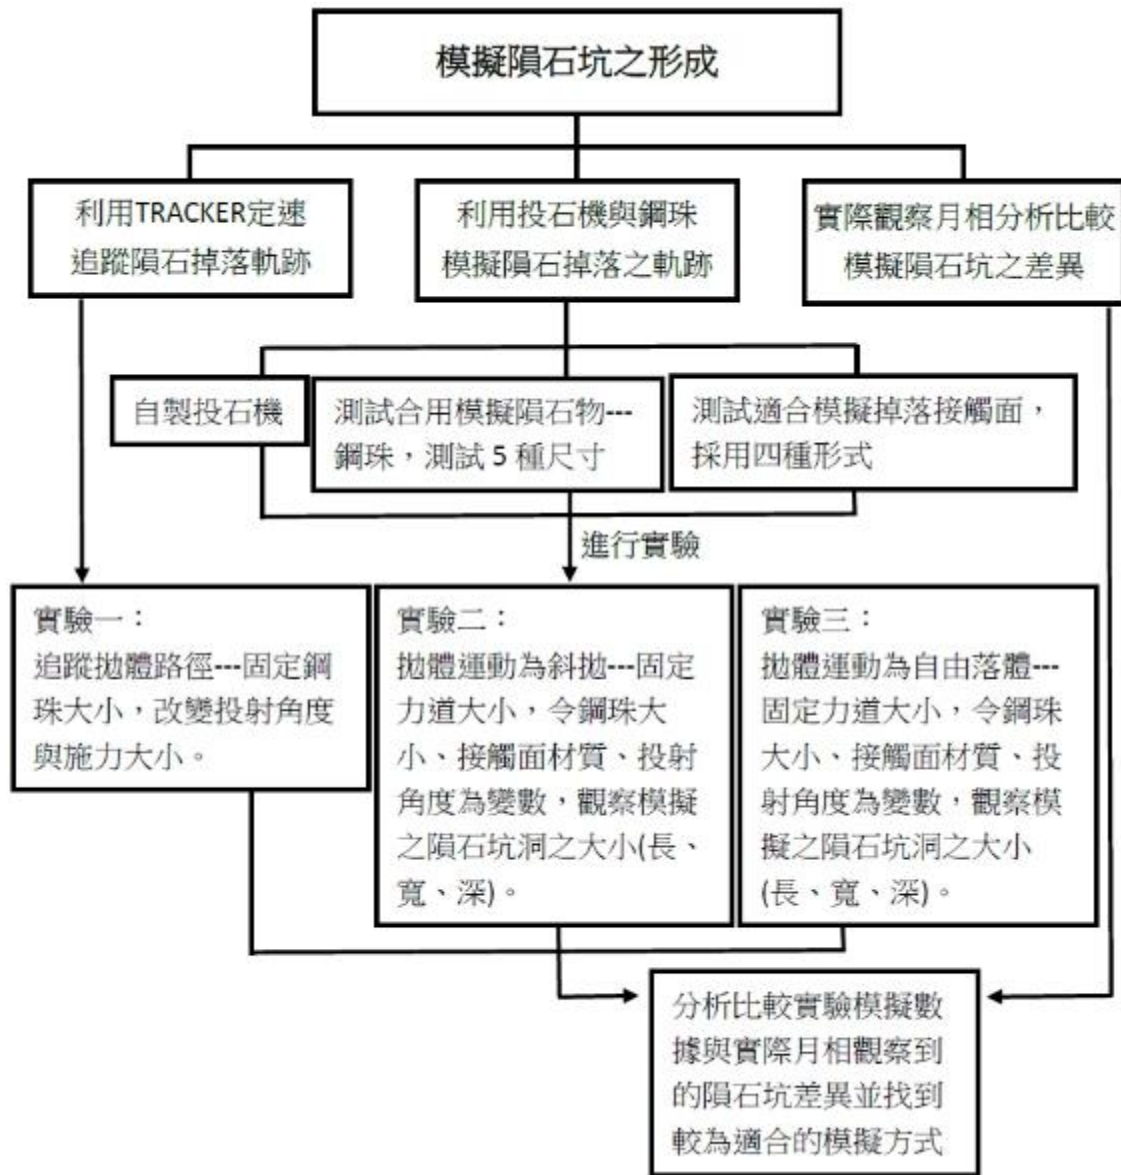 模擬隕石坑之形成
利用TRACKER定速
追蹤隕石掉落軌跡
利用投石機與鋼珠
模擬隕石掉落之軌跡
實際觀察月相分析比較
模擬隕石坑之差異
自製投石機
測試合用模擬隕石物---
鋼珠，測試 5 種尺寸
測試適合模擬掉落接觸面，
採用四種形式
進行實驗
實驗一：
追蹤拋體路徑---固定鋼
珠大小，改變投射角度
與施力大小。
實驗二：
拋體運動為斜拋---固定
力道大小，令鋼珠大
小、接觸面材質、投射
角度為變數，觀察模擬
之隕石坑洞之大小(長、
寬、深)。
實驗三：
拋體運動為自由落體---
固定力道大小，令鋼珠
大小、接觸面材質、投
射角度為變數，觀察模
擬之隕石坑洞之大小
(長、寬、深)。
分析比較實驗模擬數
據與實際月相觀察到
的隕石坑差異並找到
較為適合的模擬方式